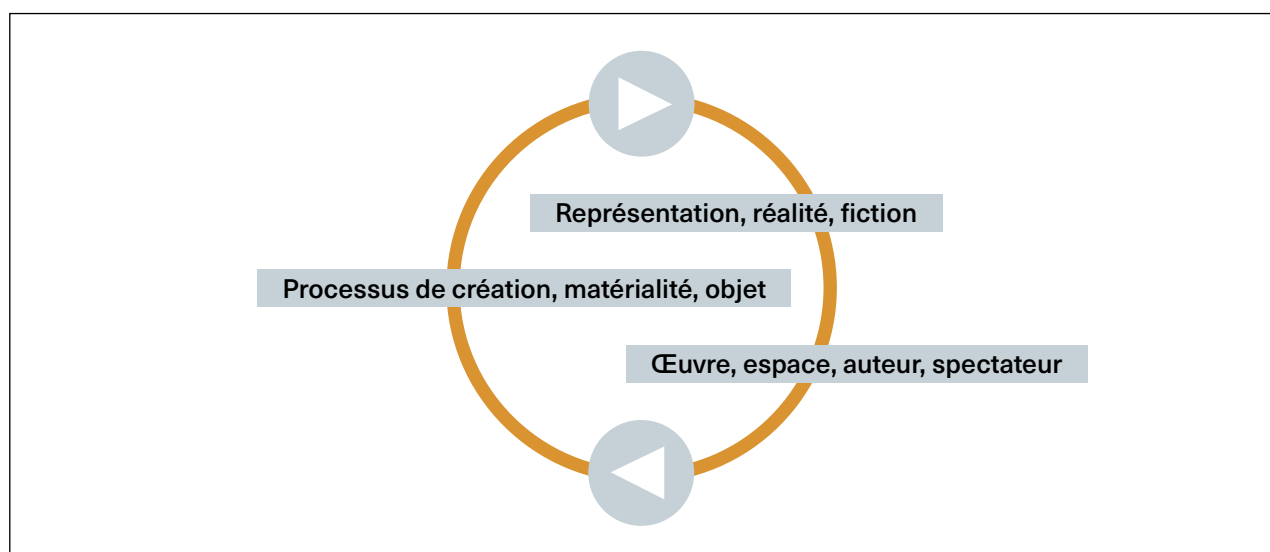 Représentation, réalité, fiction
Processus de création, matérialité, objet
Œuvre, espace, auteur, spectateur